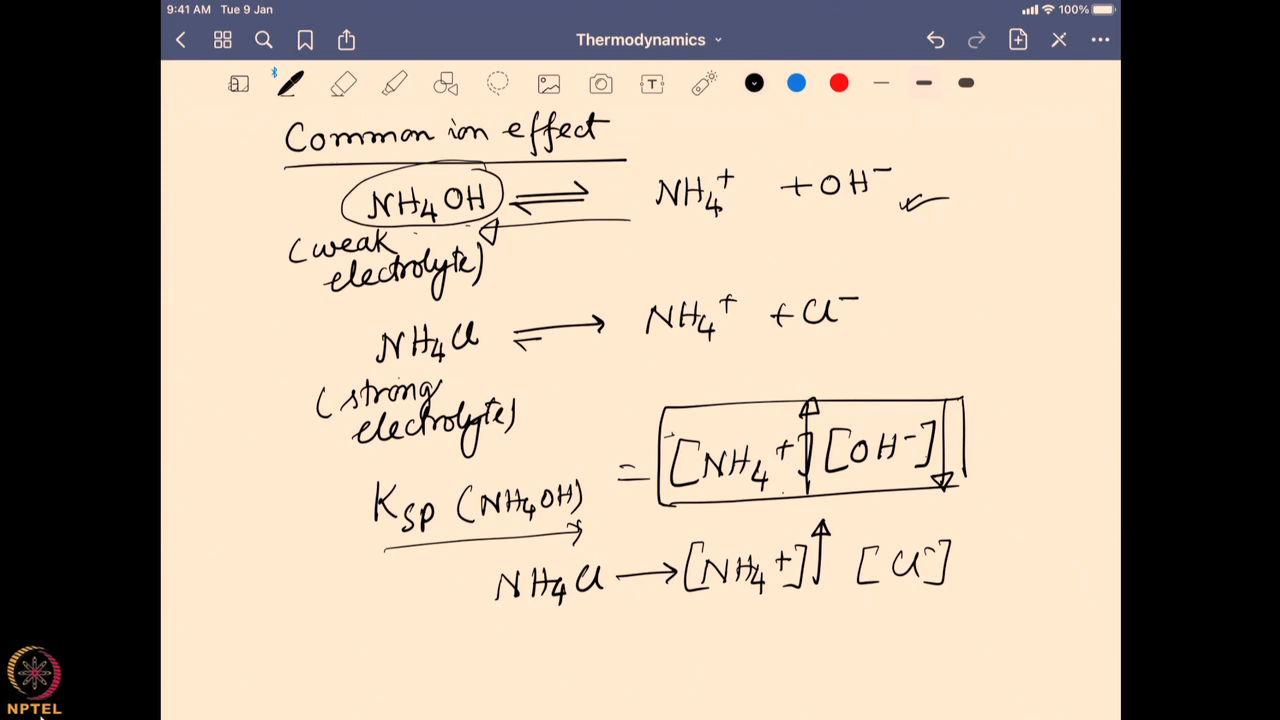 9:41 AM Tue 9 Jan
100%
Thermodynamics
T
Common ion effect
NH₄OH ⇌ NH₄⁺ + OH⁻
(weak electrolyte)
NH₄Cl ⇌ NH₄⁺ + Cl⁻
(strong electrolyte)
Ksp (NH₄OH) = [NH₄⁺]↑ [OH⁻]↓
NH₄Cl → [NH₄⁺]↑ [Cl⁻]
NPTEL